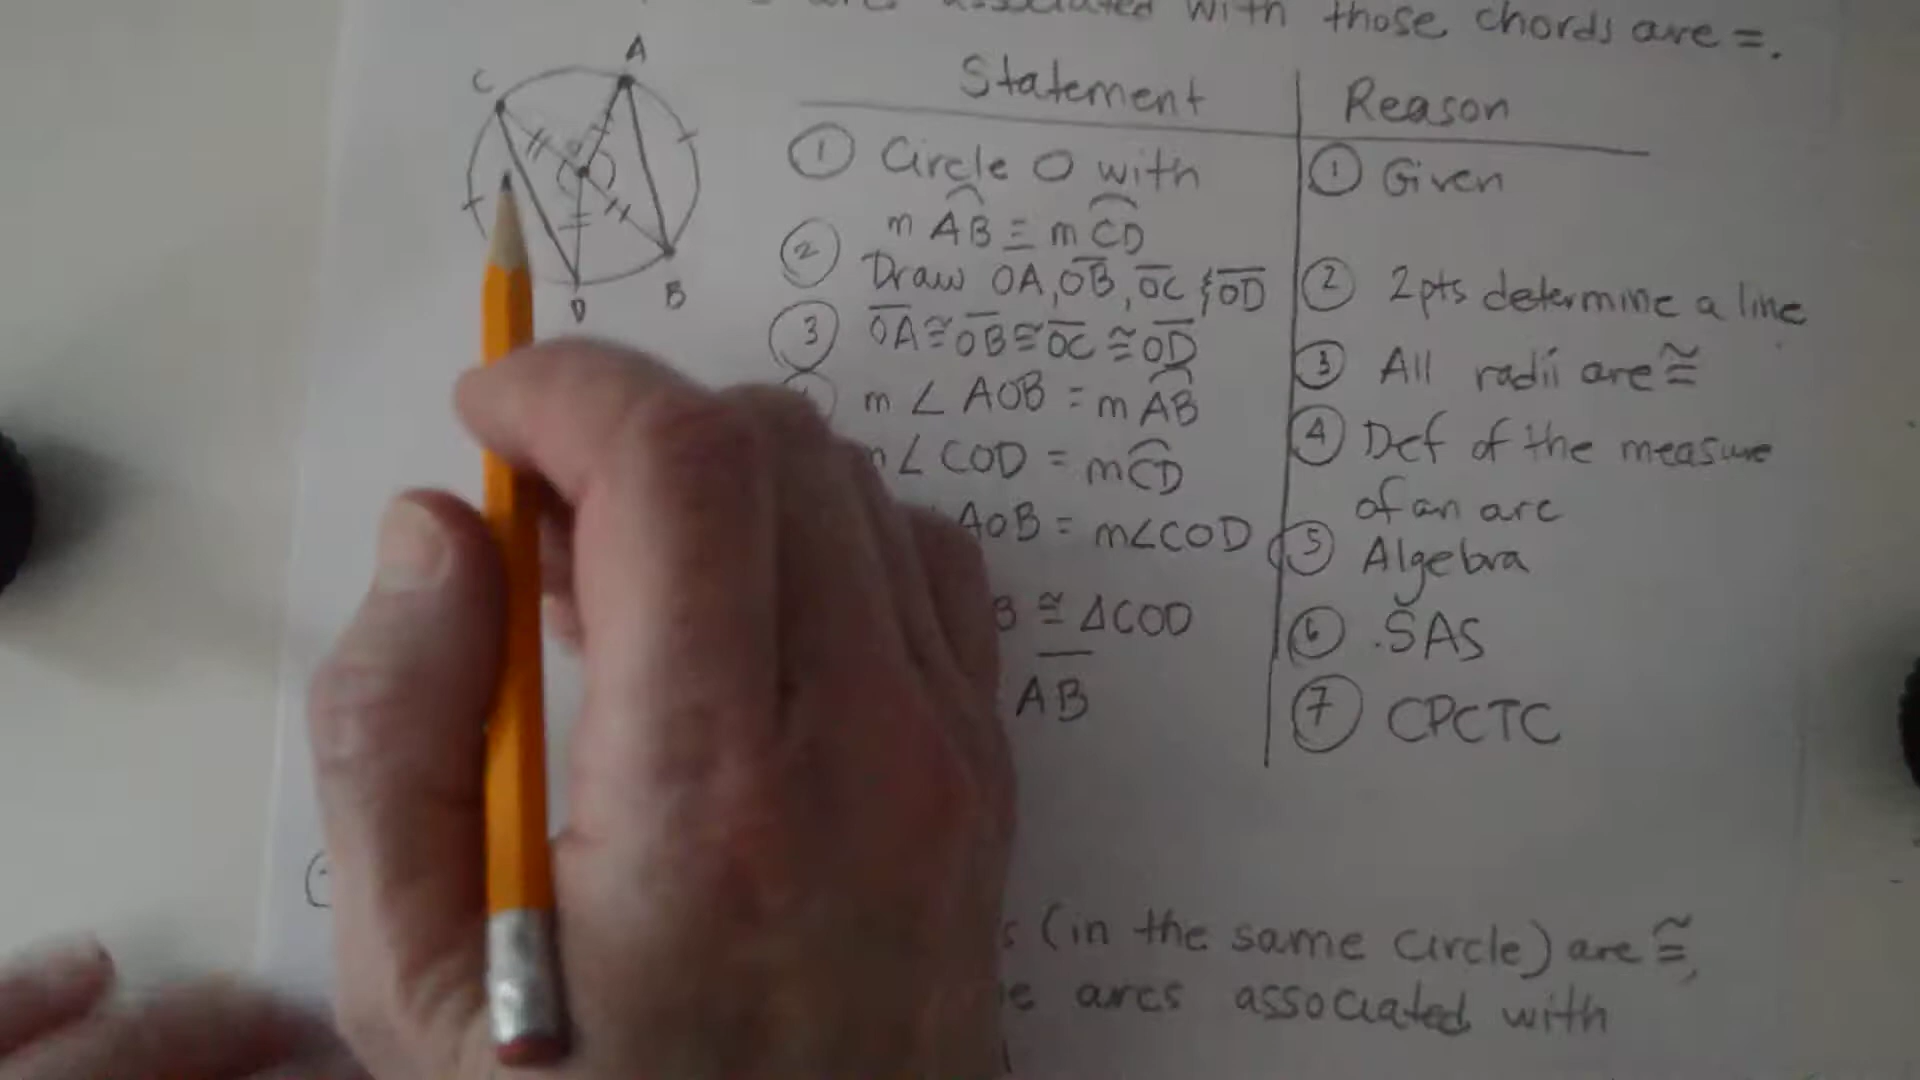 associated with those chords are =.
C
A
D
B
Statement
Reason
① Circle O with
m AB = m CD
① Given
② Draw OA, OB, OC & OD
② 2pts determine a line
③ OA ≅ OB ≅ OC ≅ OD
③ All radii are ≅
m ∠ AOB = m AB
④ Def of the measure
of an arc
∠ COD = m CD
AOB = m∠COD
⑤ Algebra
B ≅ ΔCOD
⑥ SAS
AB
⑦ CPCTC
(in the same circle) are ≅,
arcs associated with